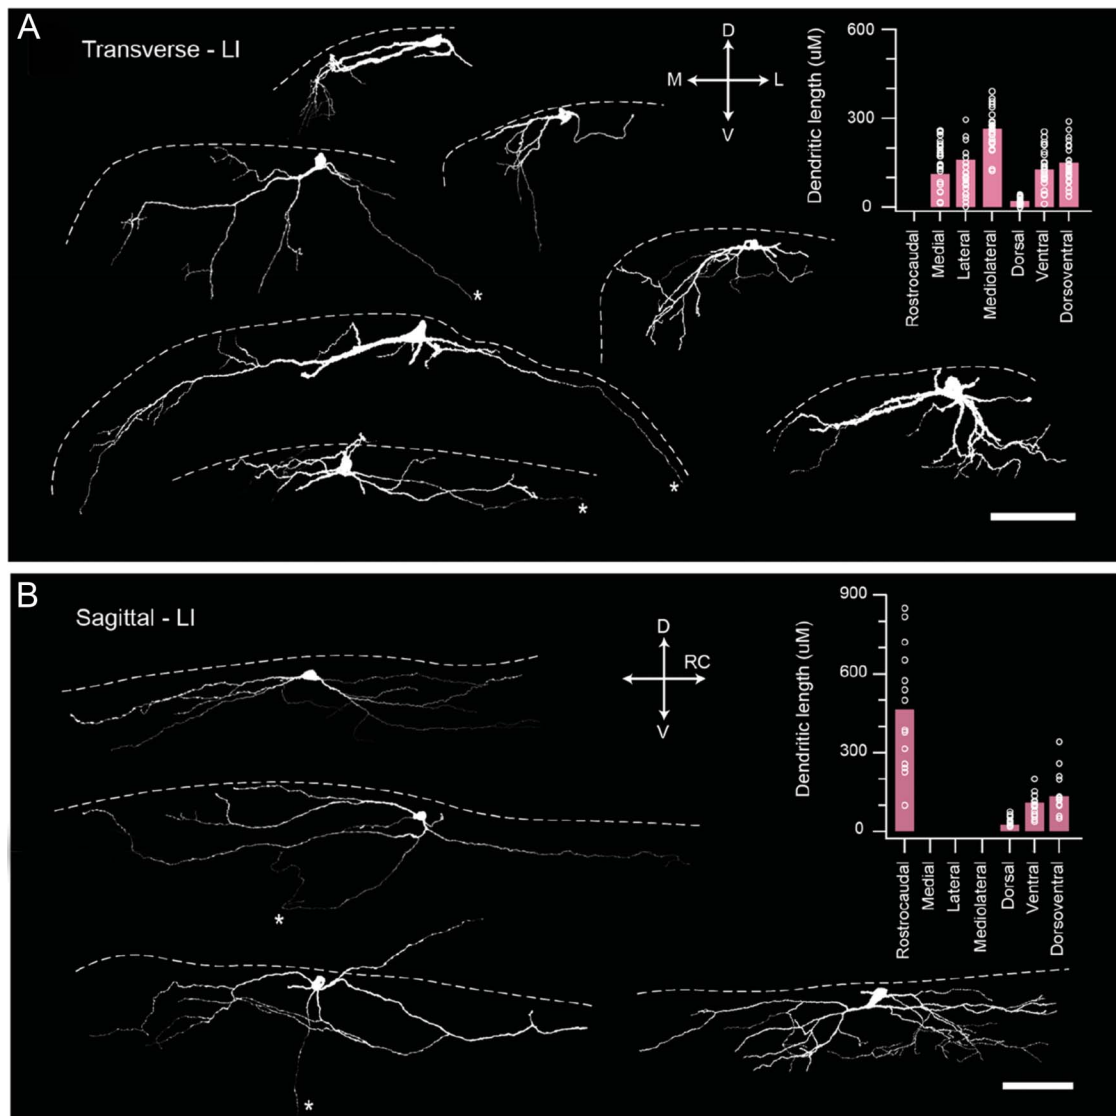 A
Transverse - LI
D
M
L
V
Dendritic length (uM)
600
300
0
Rostrocaudal
Medial
Lateral
Mediolateral
Dorsal
Ventral
Dorsoventral
*
*
*
B
Sagittal - LI
D
RC
V
Dendritic length (uM)
900
600
300
0
Rostrocaudal
Medial
Lateral
Mediolateral
Dorsal
Ventral
Dorsoventral
*
*